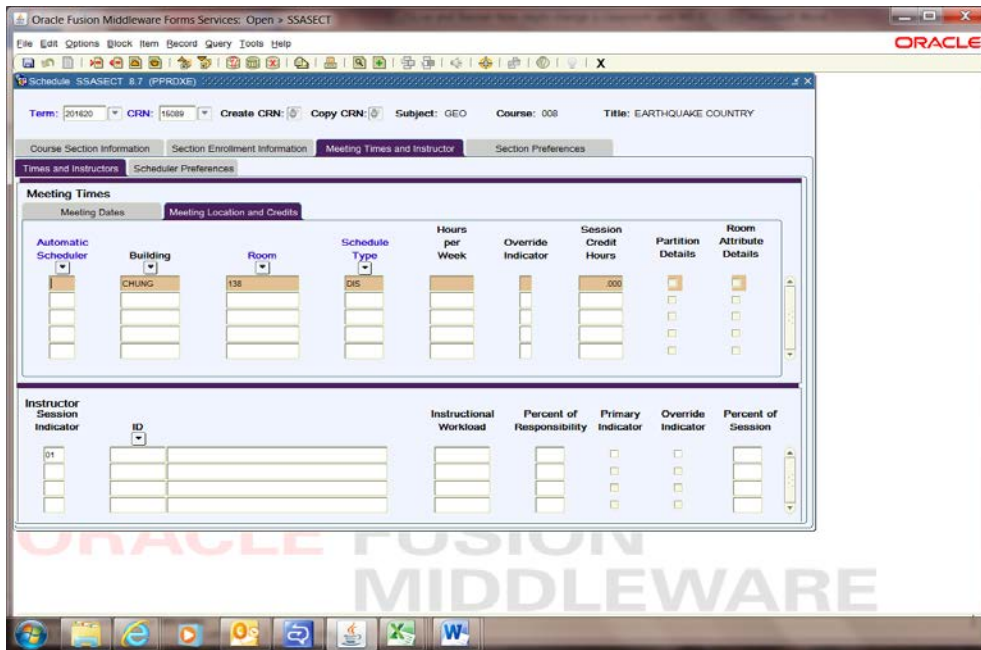 Oracle Fusion Middleware Forms Services: Open > SSASECT
File Edit Options Block Item Record Query Tools Help
ORACLE
Schedule SSASECT 8.7 (PPRDXE)
Term: 201620 CRN: 15089 Create CRN: Copy CRN: Subject: GEO Course: 008 Title: EARTHQUAKE COUNTRY
Course Section Information Section Enrollment Information Meeting Times and Instructor Section Preferences
Times and Instructors Scheduler Preferences
Meeting Times
Meeting Dates Meeting Location and Credits
Automatic Scheduler Building Room Schedule Type Hours per Week Override Indicator Session Credit Hours Partition Details Room Attribute Details
CHUNG 138 DIS .000
Instructor
Session Indicator ID Instructional Workload Percent of Responsibility Primary Indicator Override Indicator Percent of Session
01
ORACLE FUSION
MIDDLEWARE